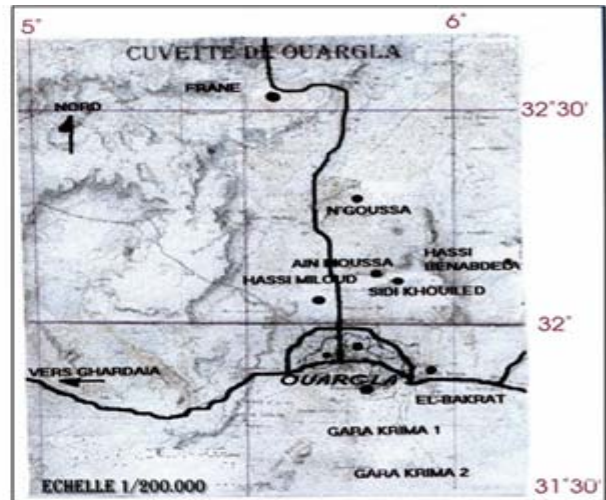 5°
6°
CUVETTE DE OUARGLA
FRANE
NORD
32°30'
N'GOUSSA
AIN MOUSSA
HASSI
BENABDELA
HASSI MILOUD
SIDI KHOUILED
32°
VERS GHARDAIA
OUARGLA
EL-BAKRAT
GARA KRIMA 1
GARA KRIMA 2
ECHELLE 1/200.000
31°30'